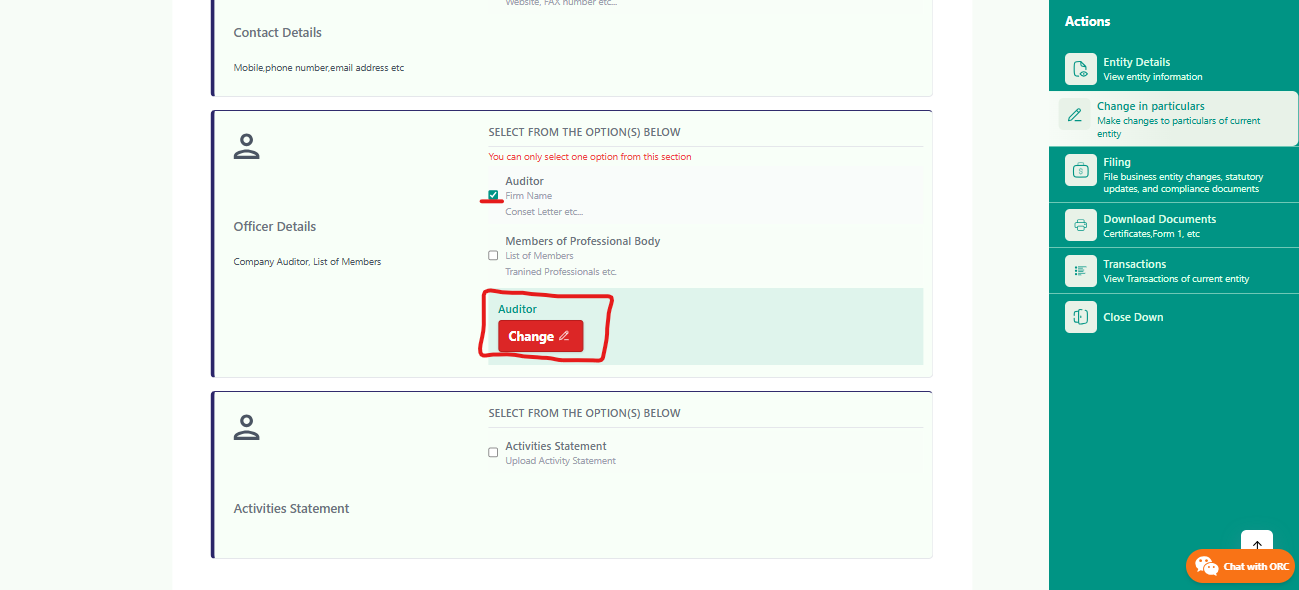 Website, FAX number etc...
Contact Details
Mobile,phone number,email address etc
SELECT FROM THE OPTION(S) BELOW
You can only select one option from this section
Auditor
Firm Name
Conset Letter etc...
Officer Details
Company Auditor, List of Members
Members of Professional Body
List of Members
Tranined Professionals etc.
Auditor
Change
SELECT FROM THE OPTION(S) BELOW
Activities Statement
Upload Activity Statement
Activities Statement
Actions
Entity Details
View entity information
Change in particulars
Make changes to particulars of current
entity
Filing
File business entity changes, statutory
updates, and compliance documents
Download Documents
Certificates,Form 1, etc
Transactions
View Transactions of current entity
Close Down
Chat with ORC